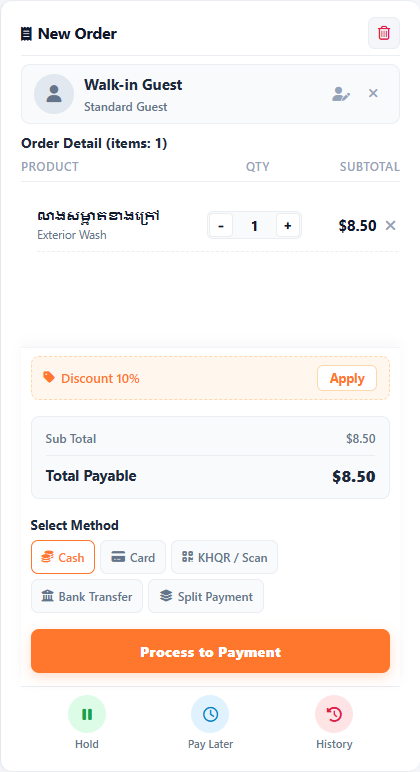 New Order
Walk-in Guest
Standard Guest
Order Detail (items: 1)
PRODUCT QTY SUBTOTAL
លាងសម្អាតខាងក្រៅ
Exterior Wash
- 1 + $8.50 ×
Discount 10% Apply
Sub Total $8.50
Total Payable $8.50
Select Method
Cash Card KHQR / Scan
Bank Transfer Split Payment
Process to Payment
Hold Pay Later History